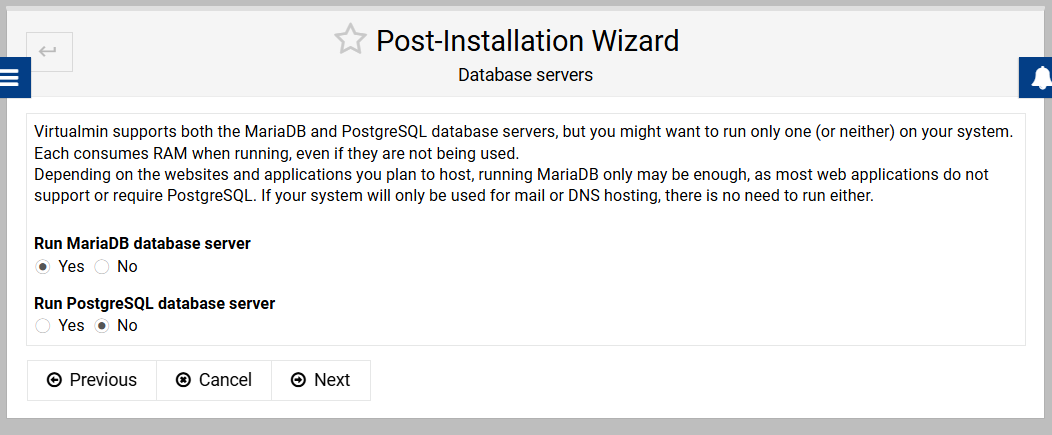 Post-Installation Wizard
Database servers
Virtualmin supports both the MariaDB and PostgreSQL database servers, but you might want to run only one (or neither) on your system.
Each consumes RAM when running, even if they are not being used.
Depending on the websites and applications you plan to host, running MariaDB only may be enough, as most web applications do not
support or require PostgreSQL. If your system will only be used for mail or DNS hosting, there is no need to run either.
Run MariaDB database server
Yes No
Run PostgreSQL database server
Yes No
Previous Cancel Next